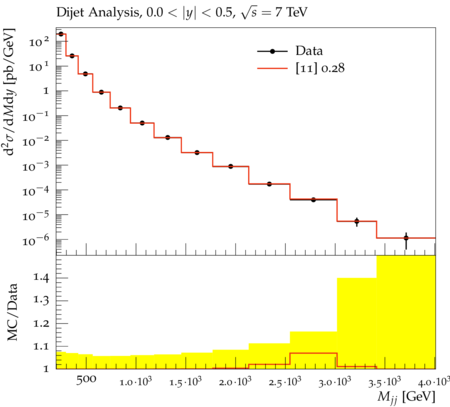 Dijet Analysis, 0.0 < |y| < 0.5, √s = 7 TeV
d²σ/dMdy [pb/GeV]
10²
10¹
1
10⁻¹
10⁻²
10⁻³
10⁻⁴
10⁻⁵
10⁻⁶
Data
[11] 0.28
MC/Data
1.4
1.3
1.2
1.1
1
500 1.0·10³ 1.5·10³ 2.0·10³ 2.5·10³ 3.0·10³ 3.5·10³ 4.0·10³
M_jj [GeV]